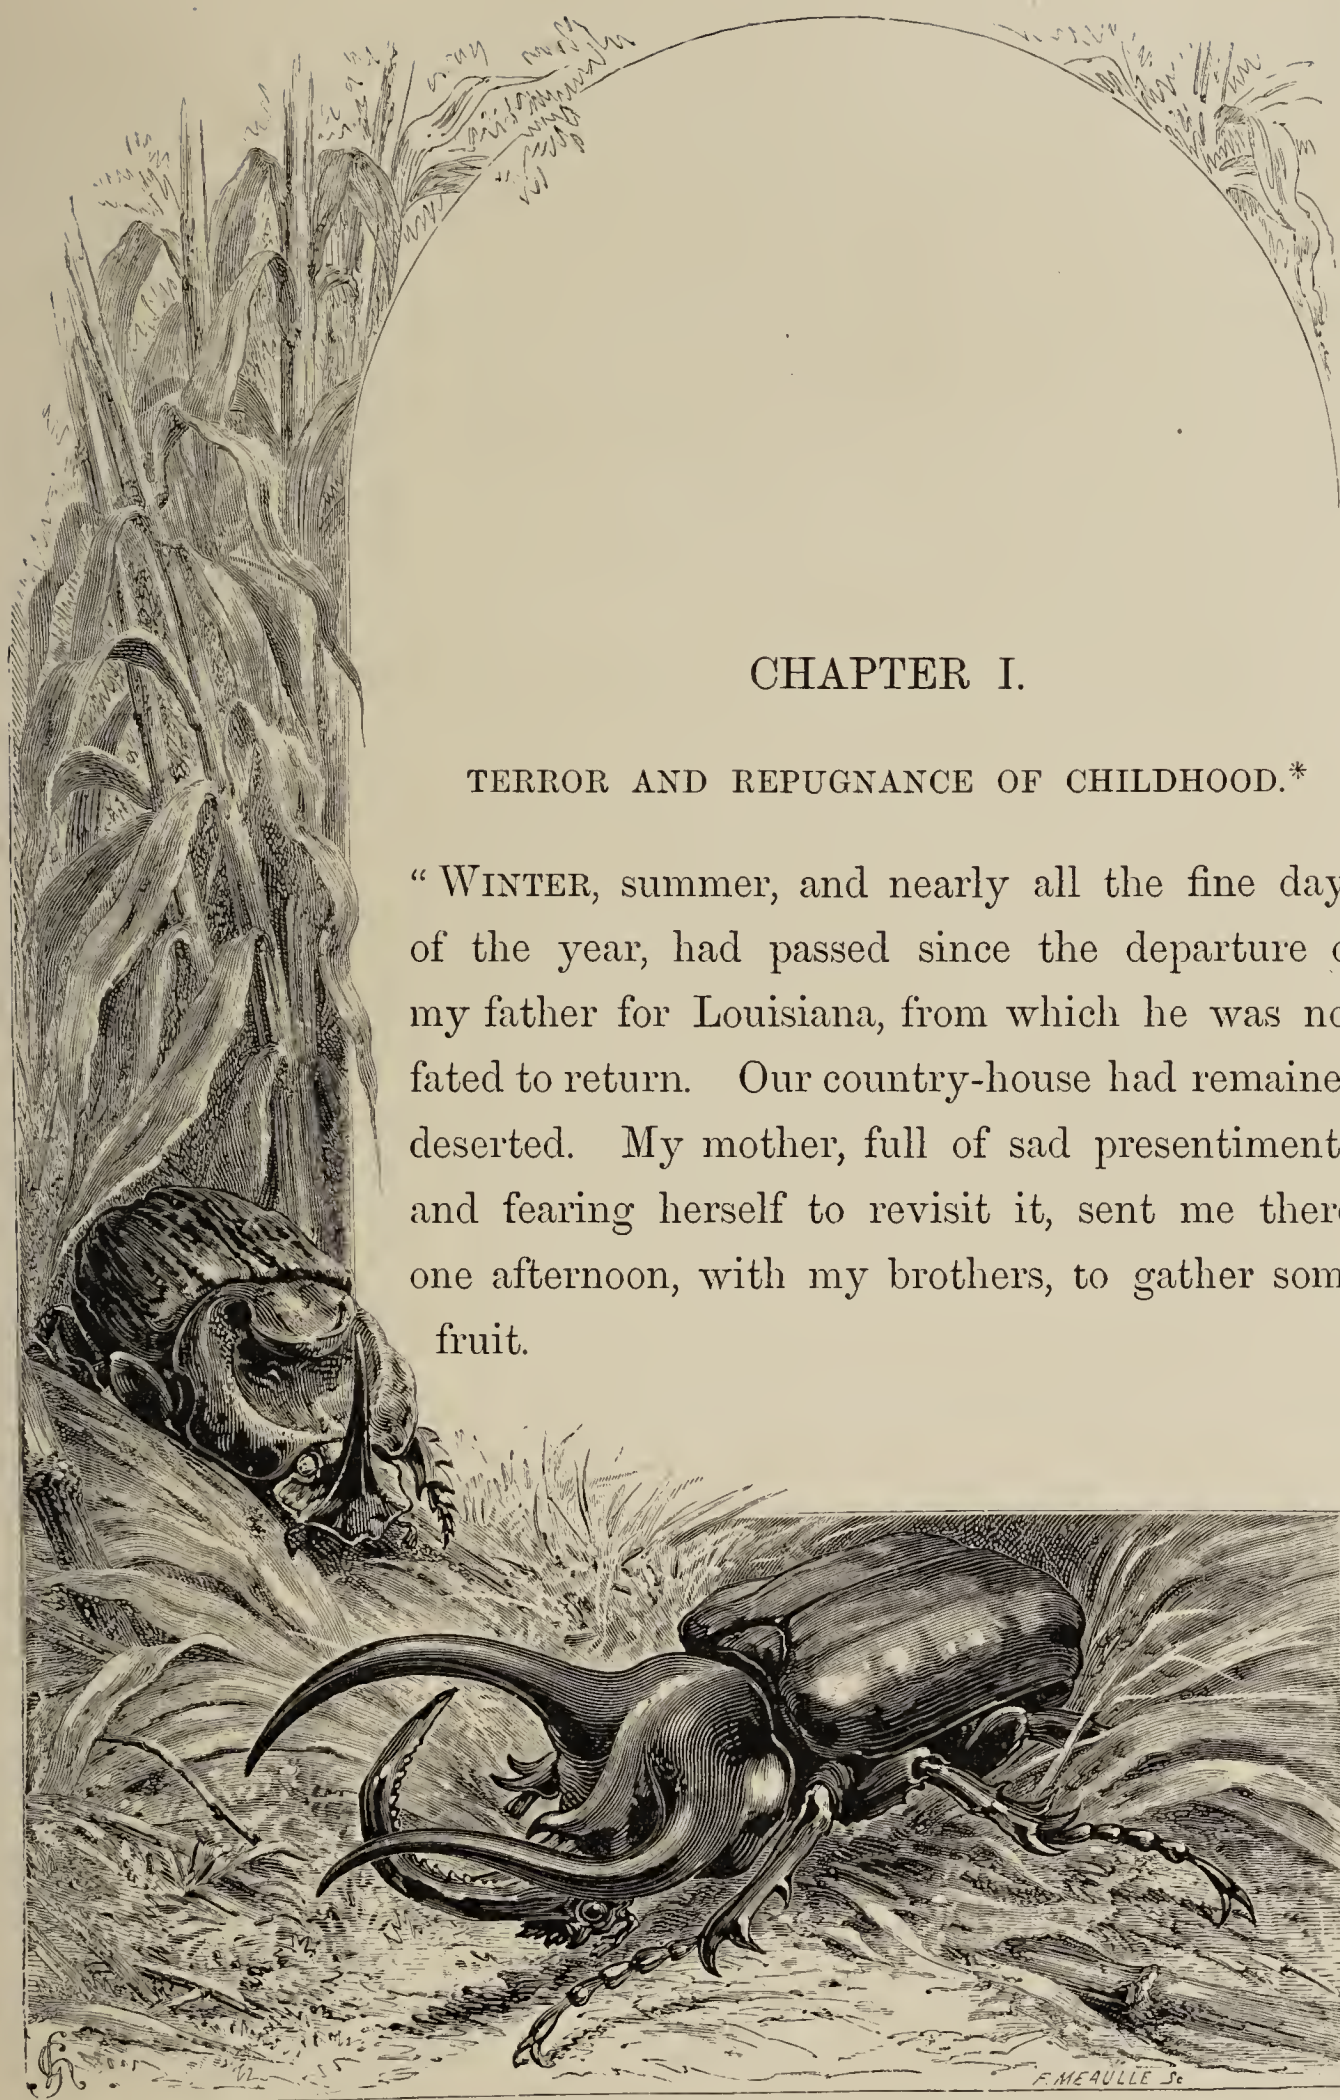 CHAPTER I.
TERROR AND REPUGNANCE OF CHILDHOOD.*
“ WINTER, summer, and nearly all the fine day
of the year, had passed since the departure
my father for Louisiana, from which he was no
fated to return. Our country-house had remaine
deserted. My mother, full of sad presentiment
and fearing herself to revisit it, sent me ther
one afternoon, with my brothers, to gather som
fruit.
F. MEAULLE Sc